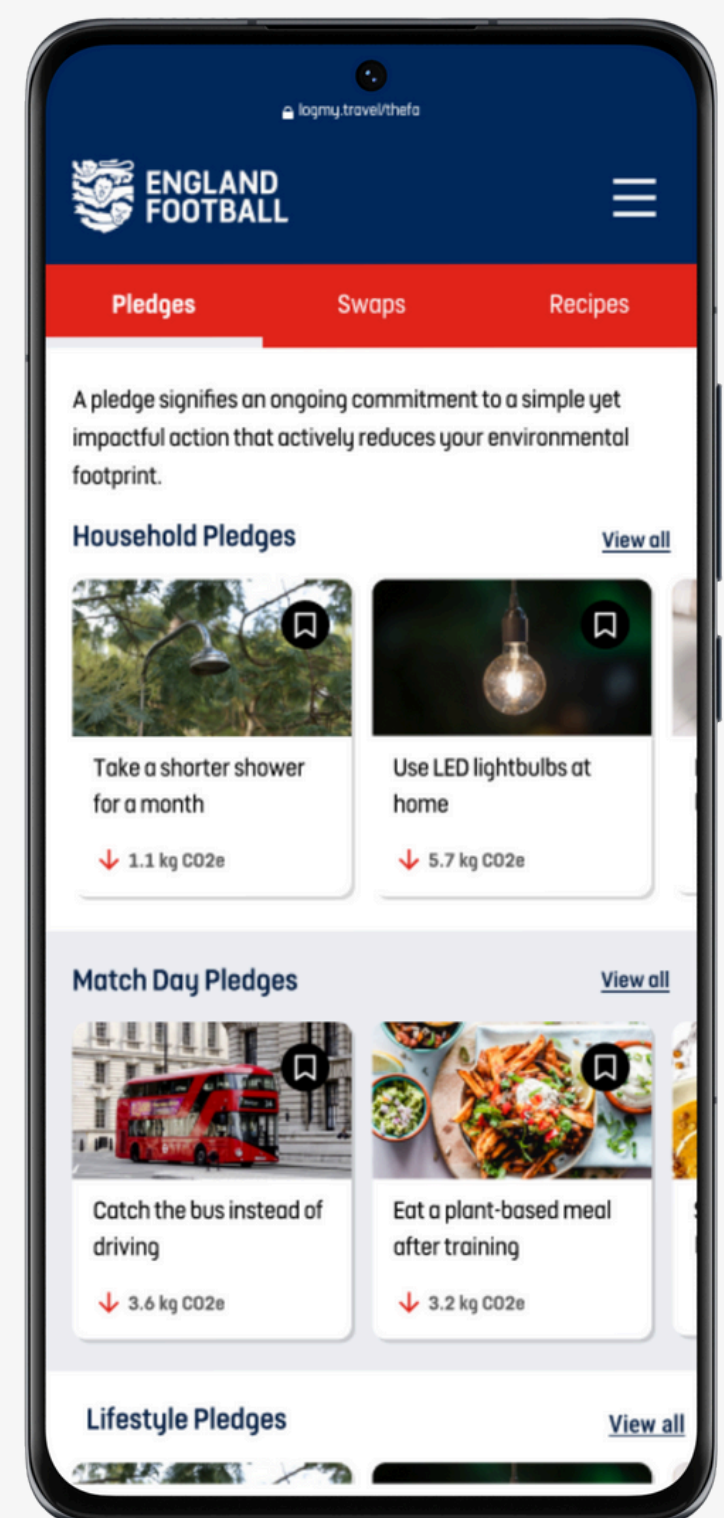 logmy.travel/thefa
ENGLAND
FOOTBALL
Pledges
Swaps
Recipes
A pledge signifies an ongoing commitment to a simple yet
impactful action that actively reduces your environmental
footprint.
Household Pledges
View all
Take a shorter shower
for a month
1.1 kg CO2e
Use LED lightbulbs at
home
5.7 kg CO2e
Match Day Pledges
View all
Catch the bus instead of
driving
3.6 kg CO2e
Eat a plant-based meal
after training
3.2 kg CO2e
Lifestyle Pledges
View all